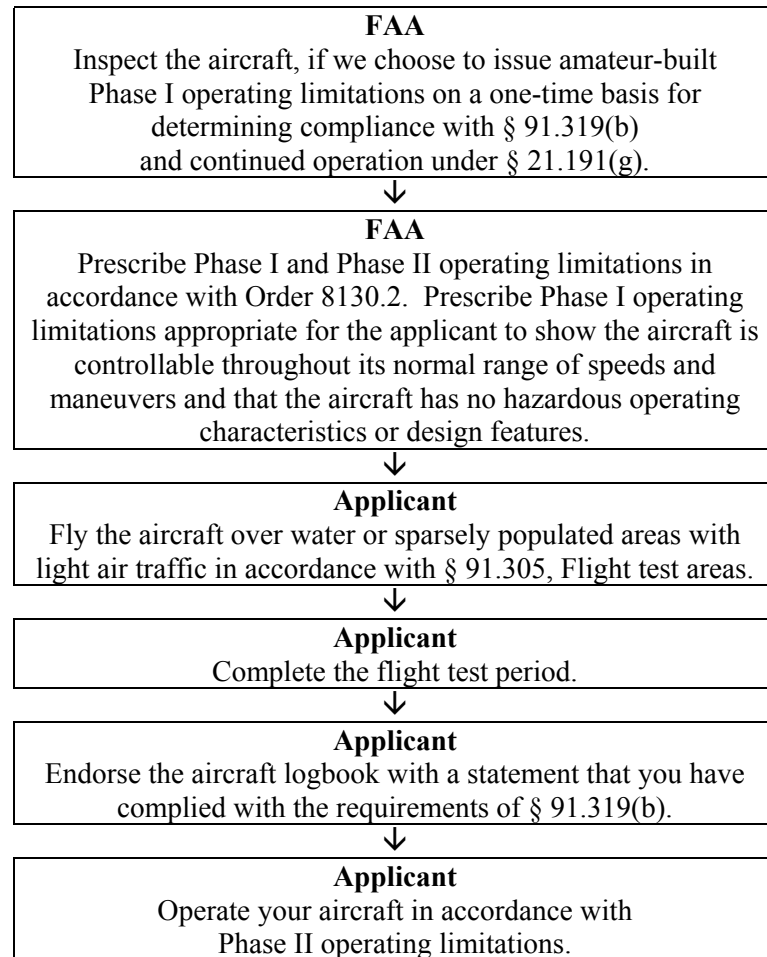 FAA
Inspect the aircraft, if we choose to issue amateur-built
Phase I operating limitations on a one-time basis for
determining compliance with § 91.319(b)
and continued operation under § 21.191(g).
↓
FAA
Prescribe Phase I and Phase II operating limitations in
accordance with Order 8130.2.  Prescribe Phase I operating
limitations appropriate for the applicant to show the aircraft is
controllable throughout its normal range of speeds and
maneuvers and that the aircraft has no hazardous operating
characteristics or design features.
↓
Applicant
Fly the aircraft over water or sparsely populated areas with
light air traffic in accordance with § 91.305, Flight test areas.
↓
Applicant
Complete the flight test period.
↓
Applicant
Endorse the aircraft logbook with a statement that you have
complied with the requirements of § 91.319(b).
↓
Applicant
Operate your aircraft in accordance with
Phase II operating limitations.